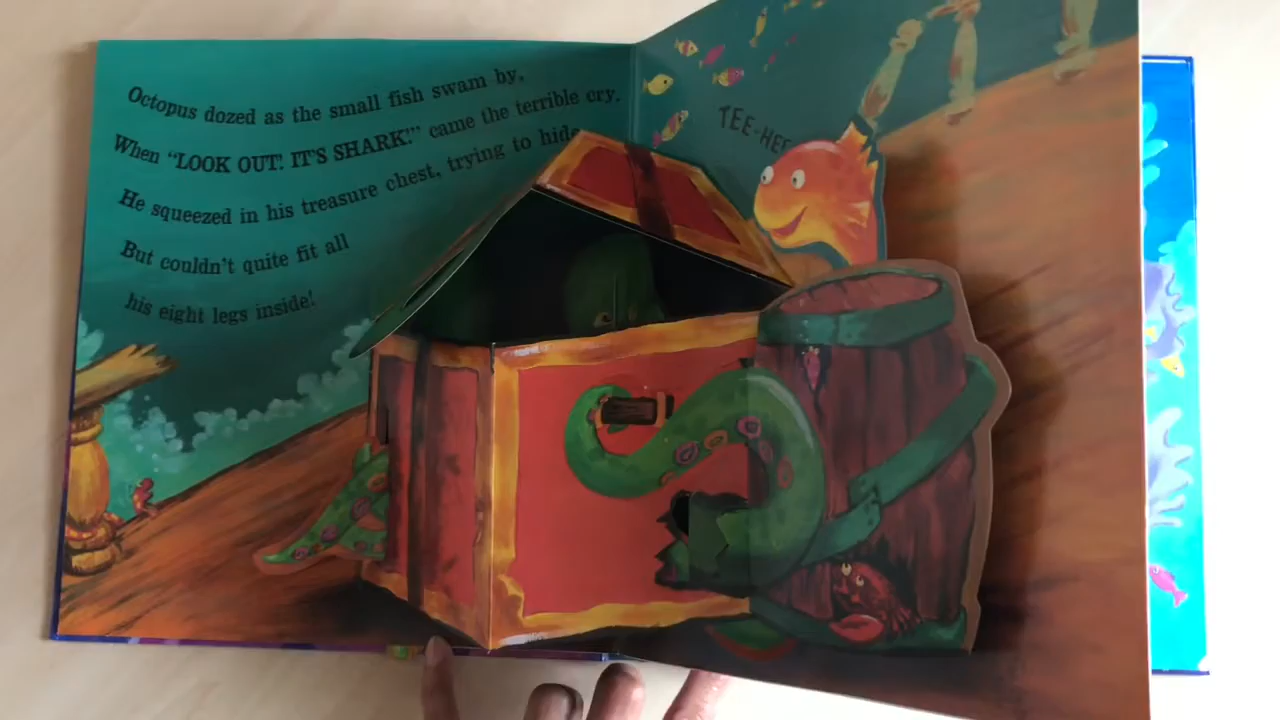 Octopus dozed as the small fish swam by,
When "LOOK OUT! IT'S SHARK!" came the terrible cry.
He squeezed in his treasure chest, trying to hide
But couldn't quite fit all
his eight legs inside!
TEE-HEE